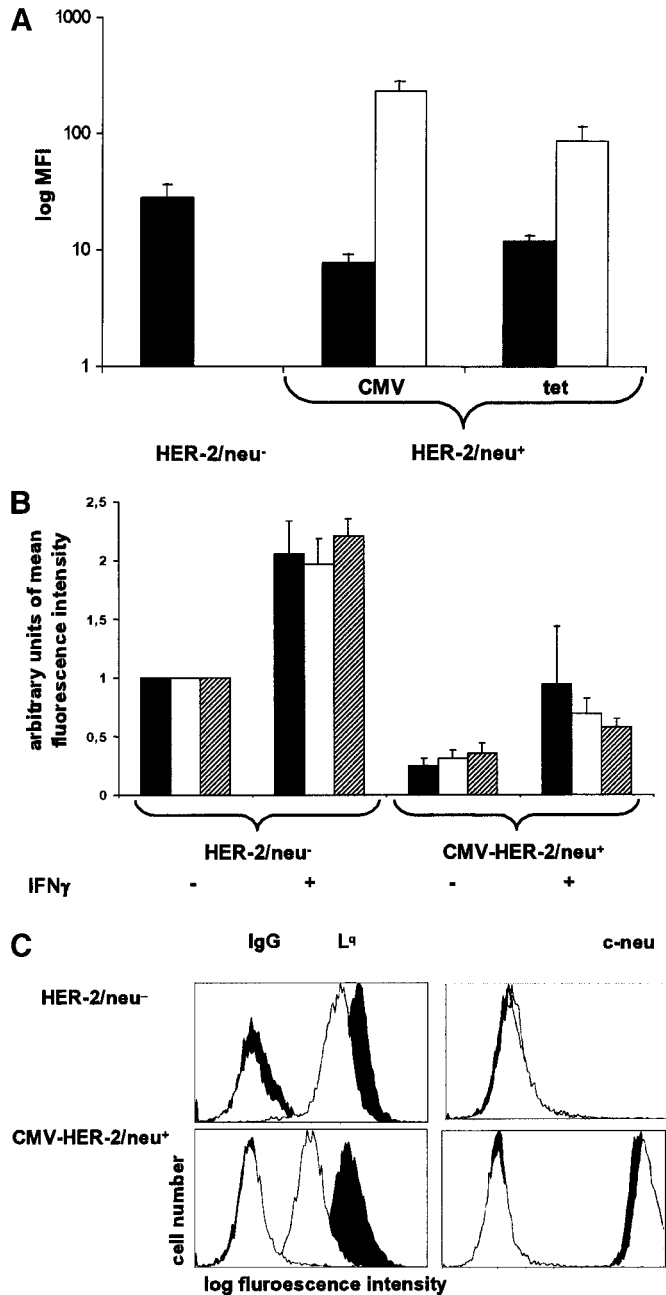 A
1000
100
10
1
log MFI
CMV
tet
HER-2/neu-
HER-2/neu+
B
2,5
2
1,5
1
0,5
0
arbitrary units of mean
fluorescence intensity
HER-2/neu-
CMV-HER-2/neu+
IFNγ
-
+
-
+
C
IgG
Lq
c-neu
HER-2/neu-
CMV-HER-2/neu+
cell number
log fluroescence intensity